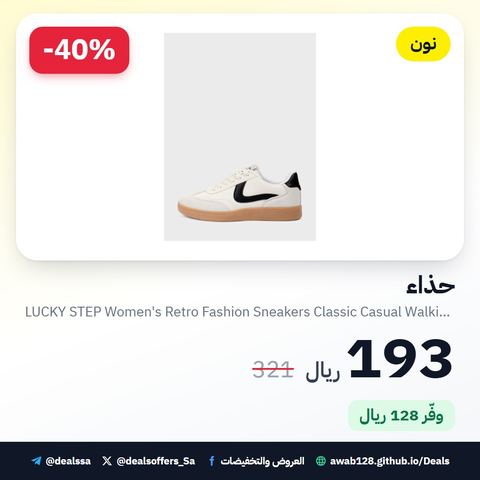 -40%
نون
حذاء
LUCKY STEP Women's Retro Fashion Sneakers Classic Casual Walki...
193 ريال 321
وفّر 128 ريال
@dealssa @dealsoffers_Sa العروض والتخفيضات awab128.github.io/Deals